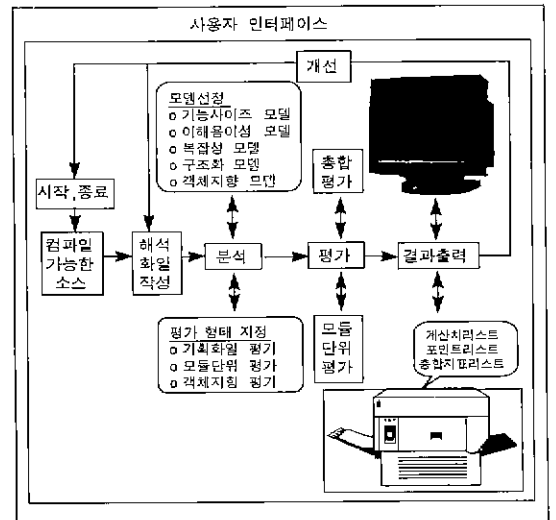 사용자 인터페이스
개선
모델선정
o 기능사이즈 모델
o 이해용이성 모델
o 복잡성 모델
o 구조화 모델
o 객체지향 모델
총합
평가
시작,종료
컴파일
가능한
소스
해석
화일
작성
분석
평가
결과출력
평가 형태 지정
o 기획화일 평가
o 모듈단위 평가
o 객체지향 평가
모듈
단위
평가
계산치리스트
포인트리스트
총합지표리스트